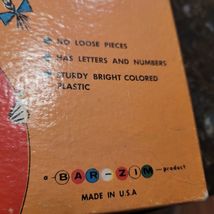 NO LOOSE PIECES
HAS LETTERS AND NUMBERS
STURDY BRIGHT COLORED
PLASTIC
a BAR-ZIM product
MADE IN U.S.A